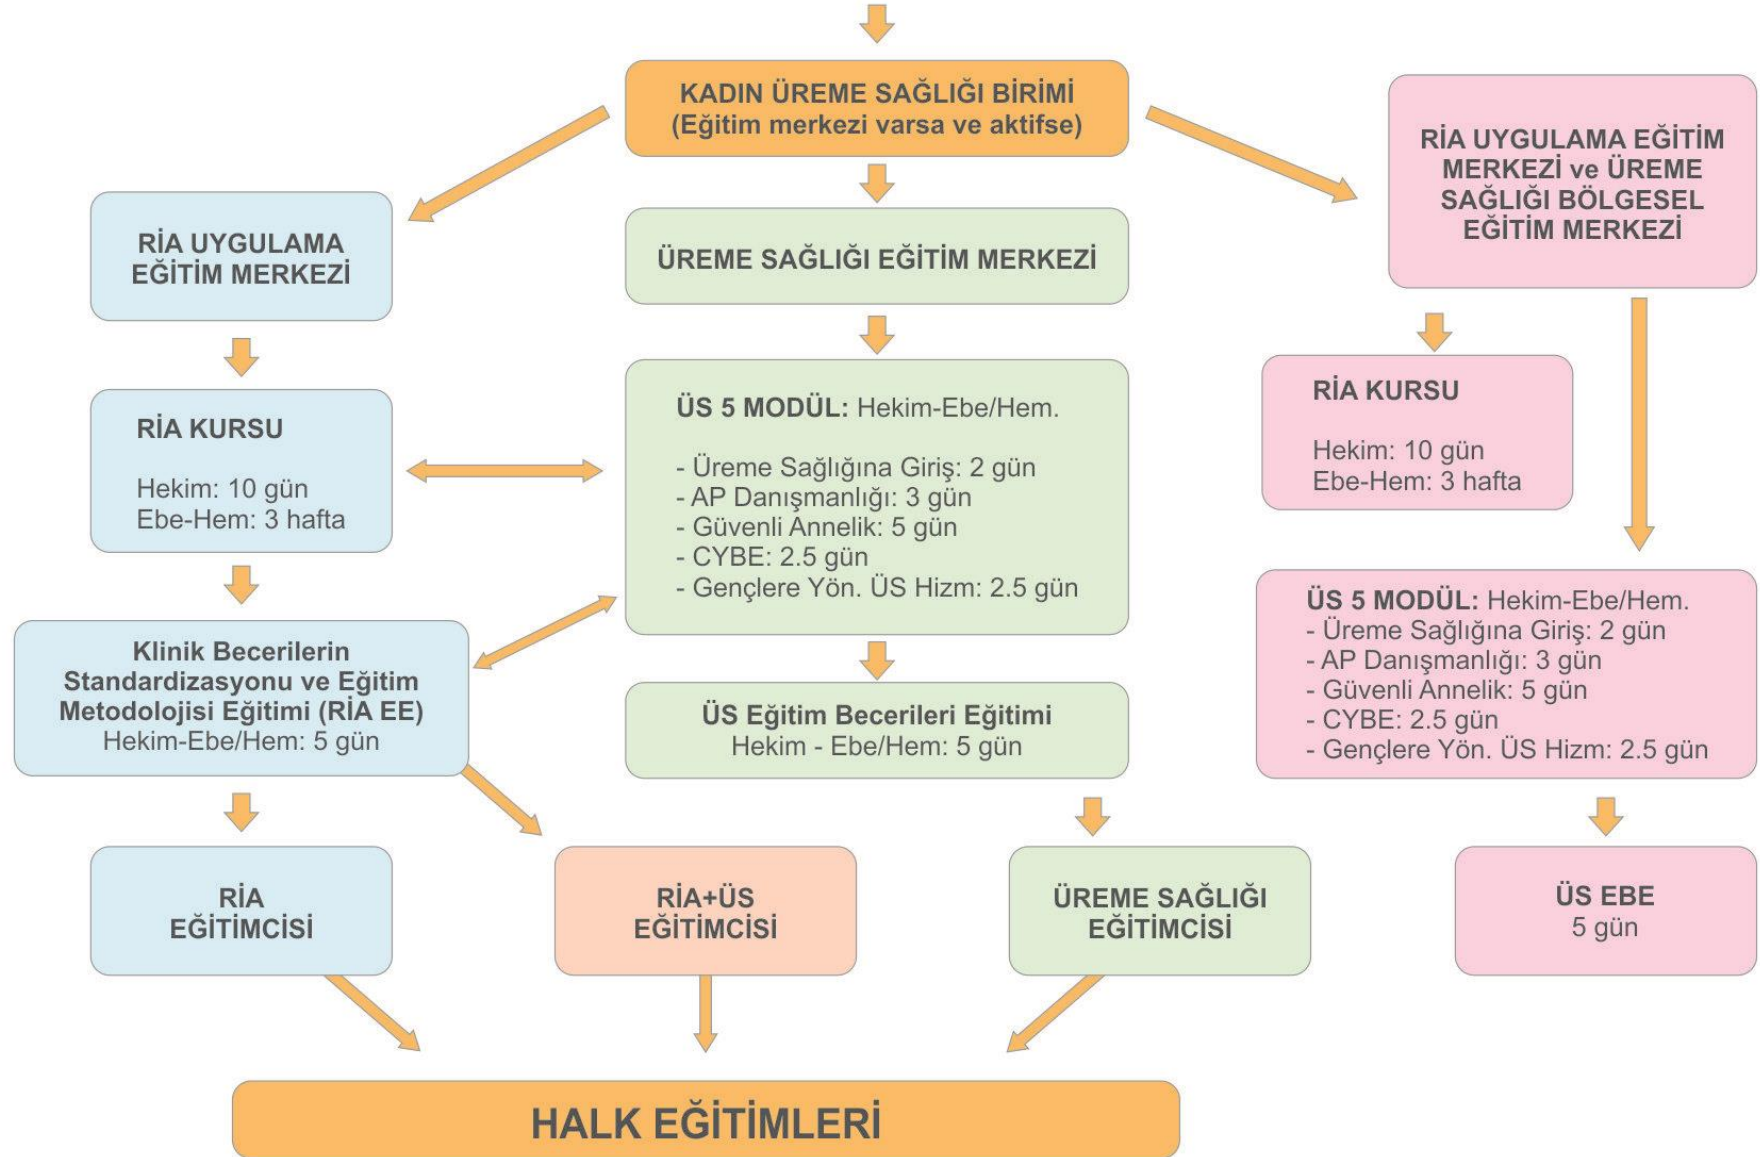 KADIN ÜREME SAĞLIĞI BİRİMİ
(Eğitim merkezi varsa ve aktifse)
RİA UYGULAMA
EĞİTİM MERKEZİ
ÜREME SAĞLIĞI EĞİTİM MERKEZİ
RİA UYGULAMA EĞİTİM
MERKEZİ ve ÜREME
SAĞLIĞI BÖLGESEL
EĞİTİM MERKEZİ
RİA KURSU
Hekim: 10 gün
Ebe-Hem: 3 hafta
ÜS 5 MODÜL: Hekim-Ebe/Hem.
- Üreme Sağlığına Giriş: 2 gün
- AP Danışmanlığı: 3 gün
- Güvenli Annelik: 5 gün
- CYBE: 2.5 gün
- Gençlere Yön. ÜS Hizm: 2.5 gün
RİA KURSU
Hekim: 10 gün
Ebe-Hem: 3 hafta
Klinik Becerilerin
Standardizasyonu ve Eğitim
Metodolojisi Eğitimi (RİA EE)
Hekim-Ebe/Hem: 5 gün
ÜS Eğitim Becerileri Eğitimi
Hekim - Ebe/Hem: 5 gün
ÜS 5 MODÜL: Hekim-Ebe/Hem.
- Üreme Sağlığına Giriş: 2 gün
- AP Danışmanlığı: 3 gün
- Güvenli Annelik: 5 gün
- CYBE: 2.5 gün
- Gençlere Yön. ÜS Hizm: 2.5 gün
RİA
EĞİTİMCİSİ
RİA+ÜS
EĞİTİMCİSİ
ÜREME SAĞLIĞI
EĞİTİMCİSİ
ÜS EBE
5 gün
HALK EĞİTİMLERİ